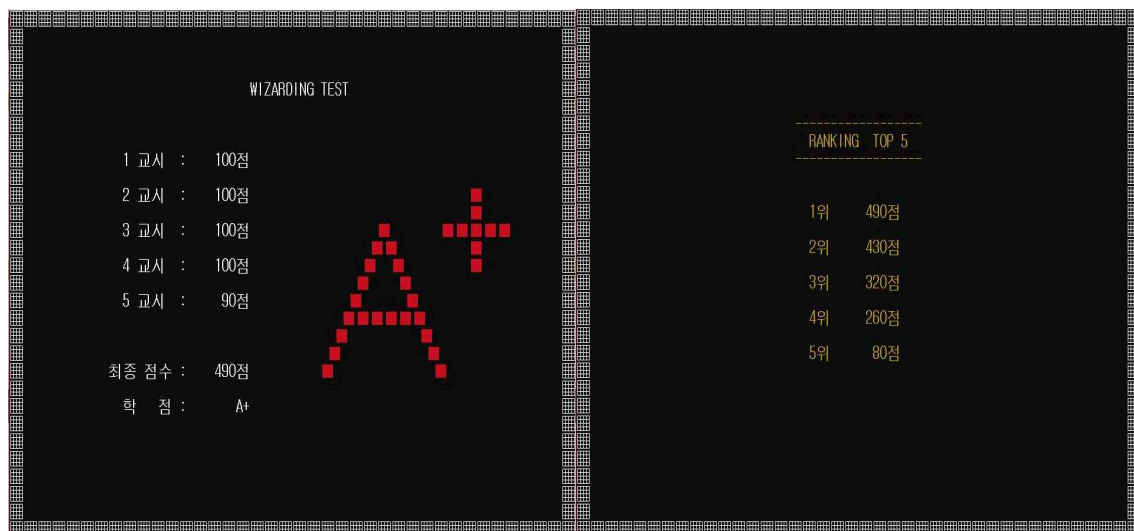 WIZARDING TEST
1 교시 : 100점
2 교시 : 100점
3 교시 : 100점
4 교시 : 100점
5 교시 : 90점
최종 점수 : 490점
학 점 : A+
A+
RANKING TOP 5
1위 490점
2위 430점
3위 320점
4위 260점
5위 80점